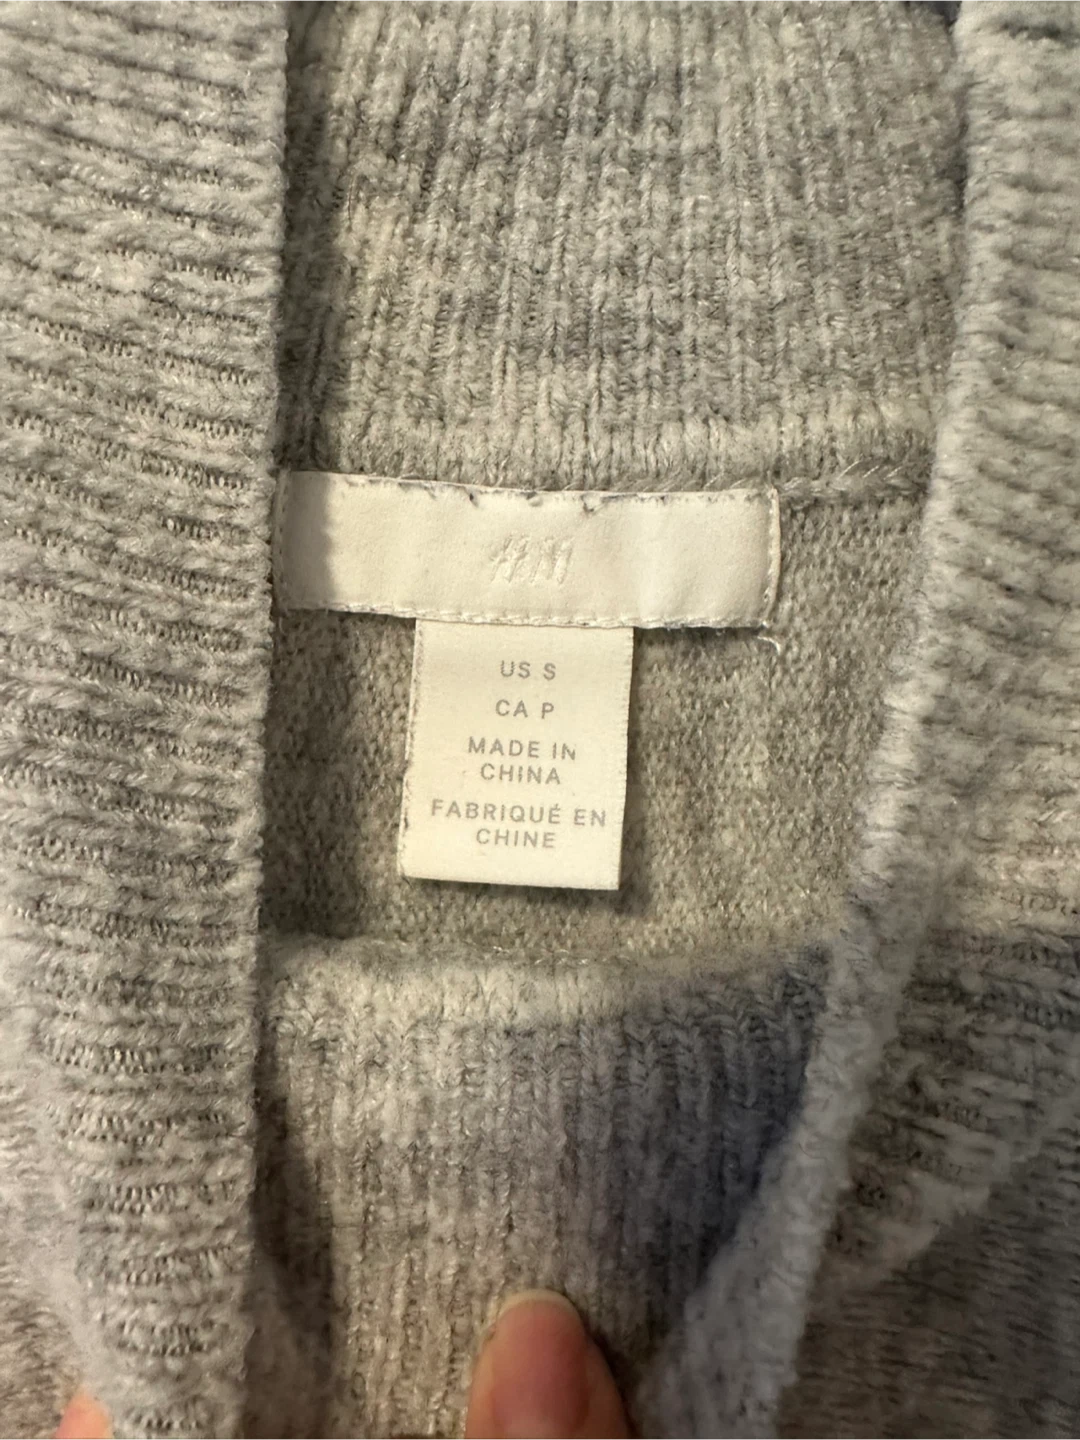 H&M
US S
CA P
MADE IN
CHINA
FABRIQUÉ EN
CHINE